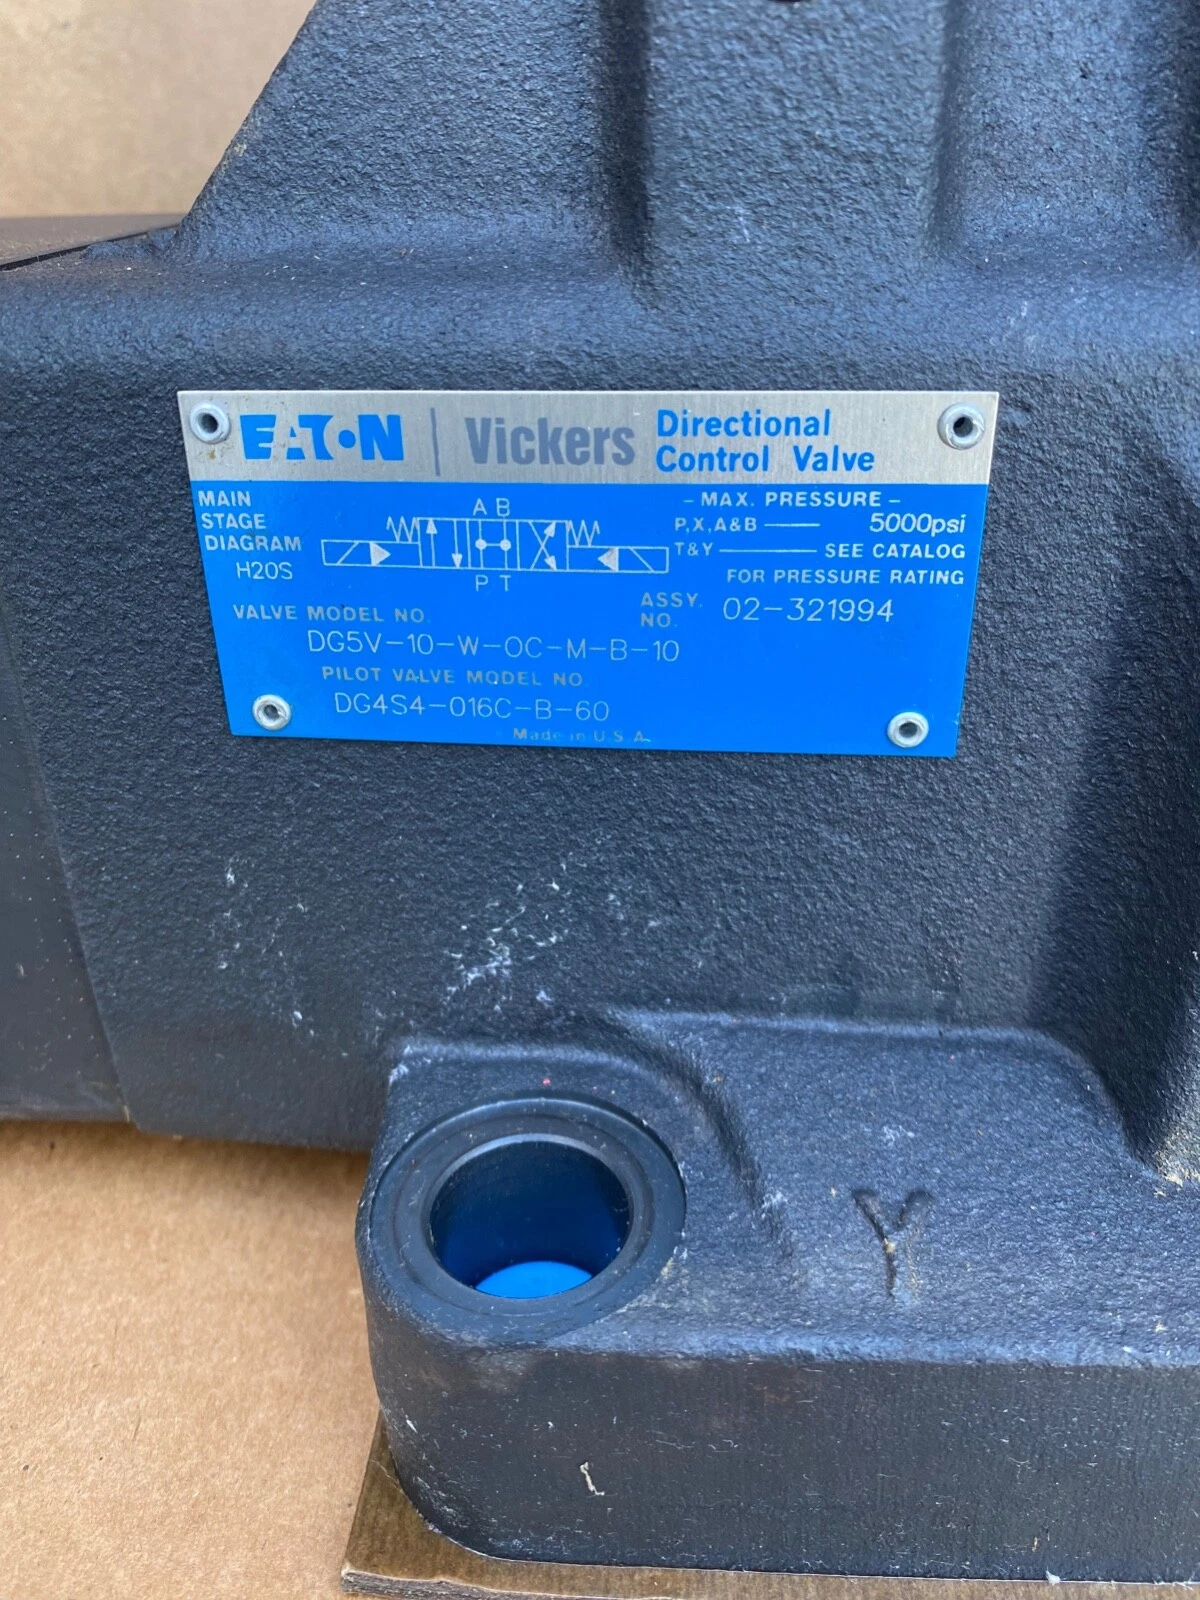 EATON | Vickers Directional
Control Valve
MAIN
STAGE
DIAGRAM
H20S
A B
P T
- MAX. PRESSURE -
P,X,A&B — 5000psi
T&Y — SEE CATALOG
FOR PRESSURE RATING
VALVE MODEL NO.
DG5V-10-W-OC-M-B-10
ASSY.
NO. 02-321994
PILOT VALVE MODEL NO.
DG4S4-016C-B-60
Made in U.S.A.
Y